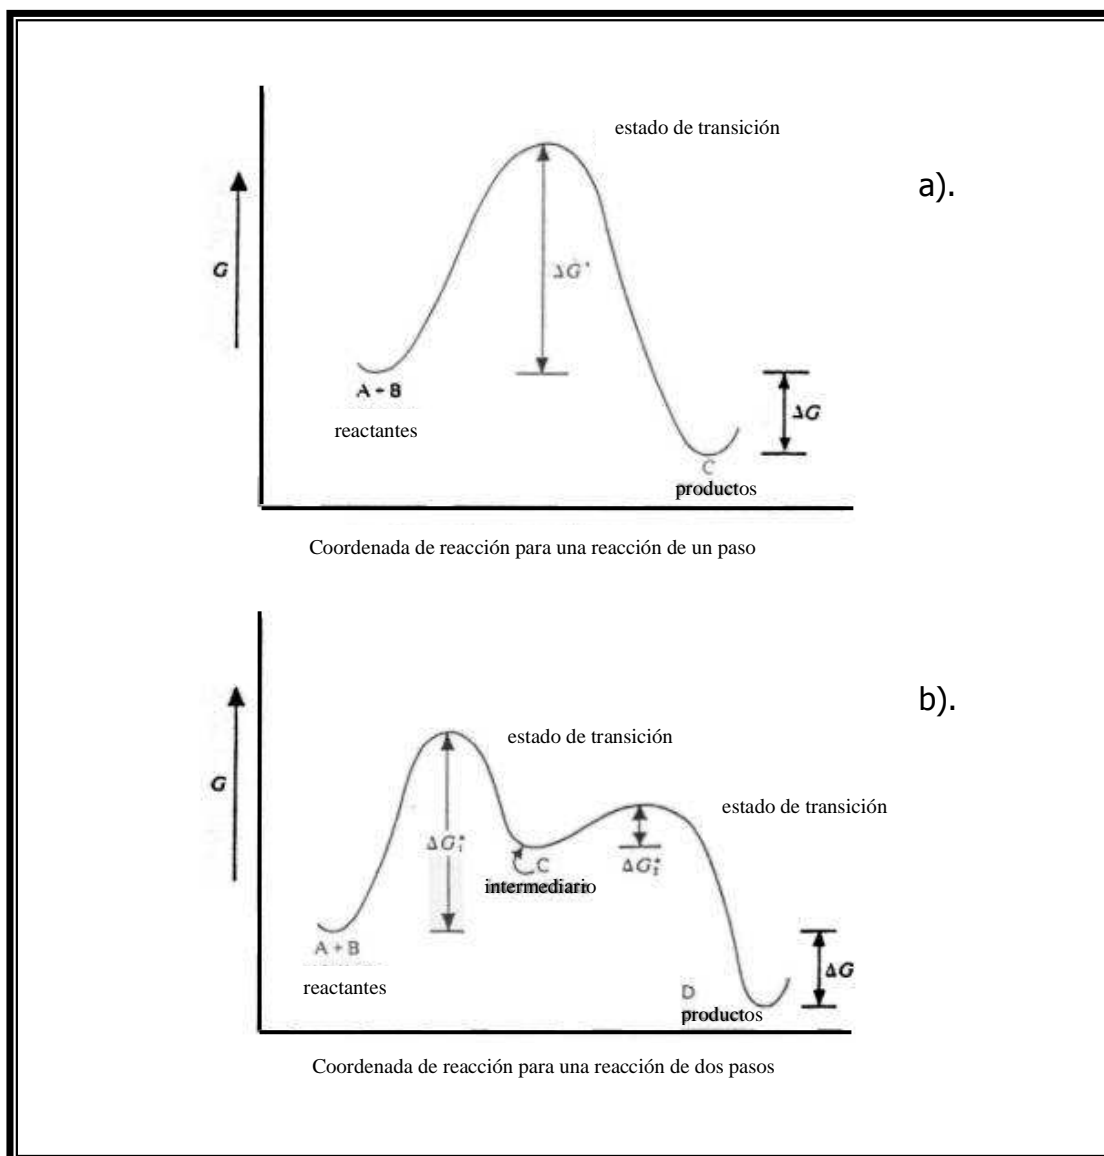 estado de transición
a).
G
ΔG*
A + B
reactantes
ΔG
C
productos
Coordenada de reacción para una reacción de un paso
b).
estado de transición
G
estado de transición
ΔG₁*
C
intermediario
ΔG₂*
A + B
reactantes
ΔG
D
productos
Coordenada de reacción para una reacción de dos pasos